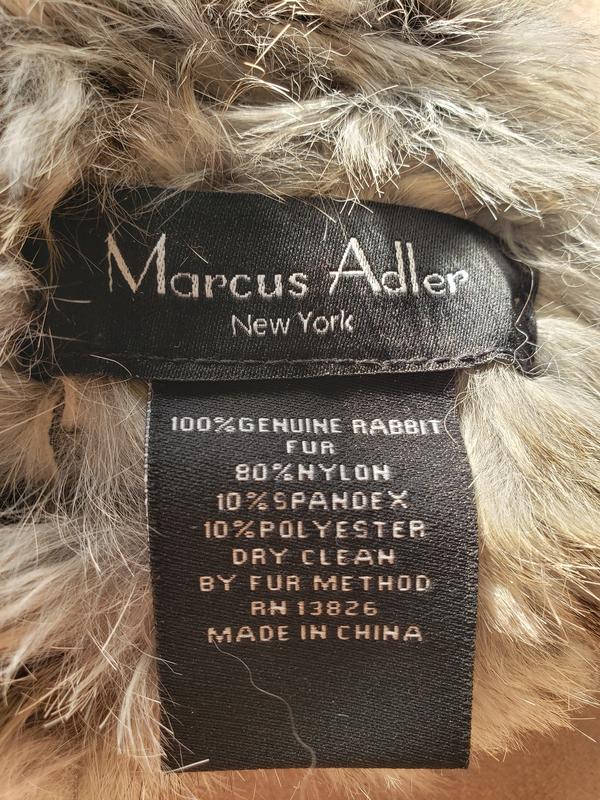 Marcus Adler
New York
100%GENUINE RABBIT
FUR
80%NYLON
10%SPANDEX
10%POLYESTER
DRY CLEAN
BY FUR METHOD
RN 13826
MADE IN CHINA